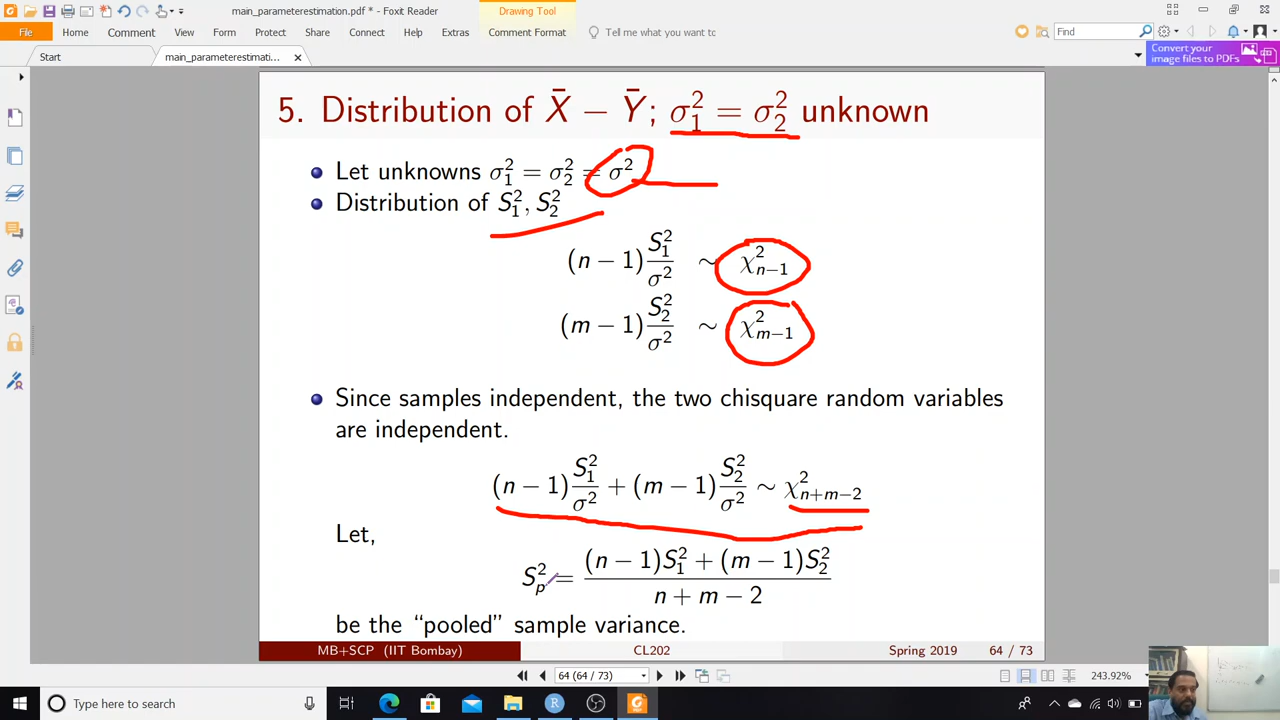 main_parameterestimation.pdf * - Foxit Reader
Drawing Tool
File Home Comment View Form Protect Share Connect Help Extras Comment Format Tell me what you want to Find
Start main_parameterestimati... Convert your image files to PDFs
5. Distribution of X̄ − Ȳ; σ₁² = σ₂² unknown
Let unknowns σ₁² = σ₂² = σ²
Distribution of S₁², S₂²
(n − 1) S₁²/σ² ∼ χ²ₙ₋₁
(m − 1) S₂²/σ² ∼ χ²ₘ₋₁
Since samples independent, the two chisquare random variables
are independent.
(n − 1) S₁²/σ² + (m − 1) S₂²/σ² ∼ χ²ₙ₊ₘ₋₂
Let,
Sₚ² = ((n − 1)S₁² + (m − 1)S₂²)/(n + m − 2)
be the “pooled” sample variance.
MB+SCP (IIT Bombay) CL202 Spring 2019 64 / 73
64 (64 / 73) 243.92%
Type here to search